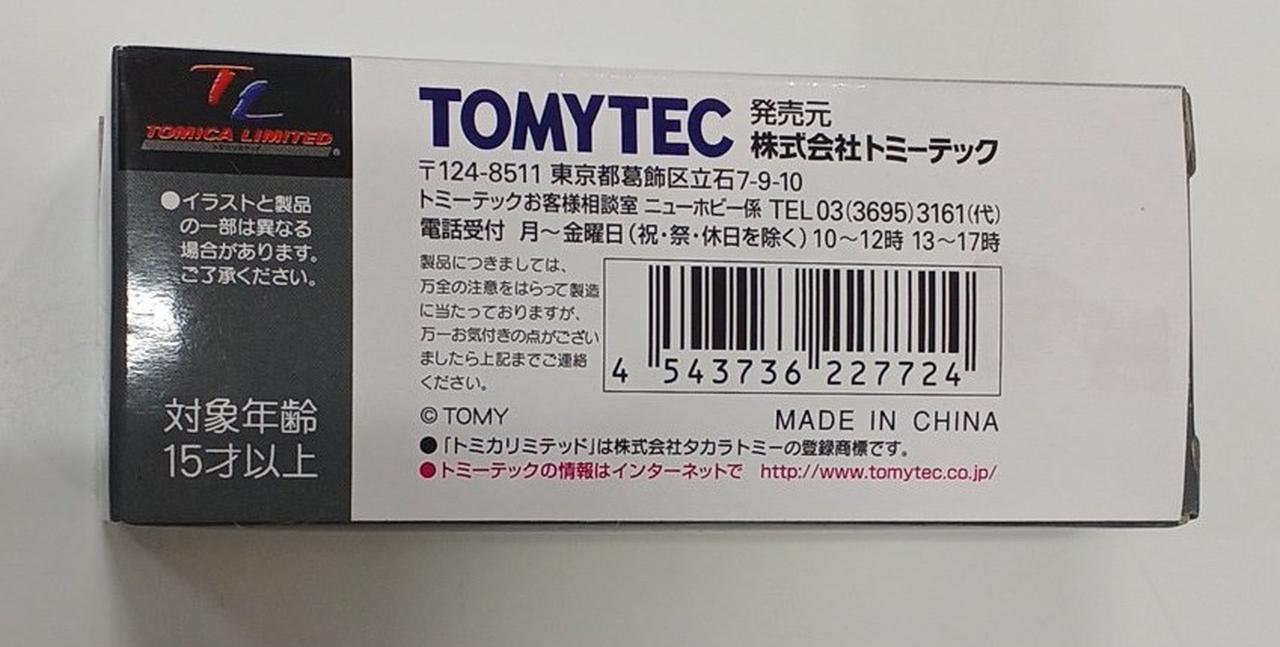 TL
TOMICA LIMITED
●イラストと製品
の一部は異なる
場合があります。
ご了承ください。
対象年齢
15才以上
TOMYTEC
発売元
株式会社トミーテック
〒124-8511 東京都葛飾区立石7-9-10
トミーテックお客様相談室 ニューホビー係 TEL 03(3695)3161(代)
電話受付 月〜金曜日(祝・祭・休日を除く) 10〜12時 13〜17時
製品につきましては、
万全の注意をはらって製造
に当たっておりますが、
万一お気付きの点がござい
ましたら上記までご連絡
ください。
4 543736 227724
© TOMY
MADE IN CHINA
●「トミカリミテッド」は株式会社タカラトミーの登録商標です。
●トミーテックの情報はインターネットで http://www.tomytec.co.jp/